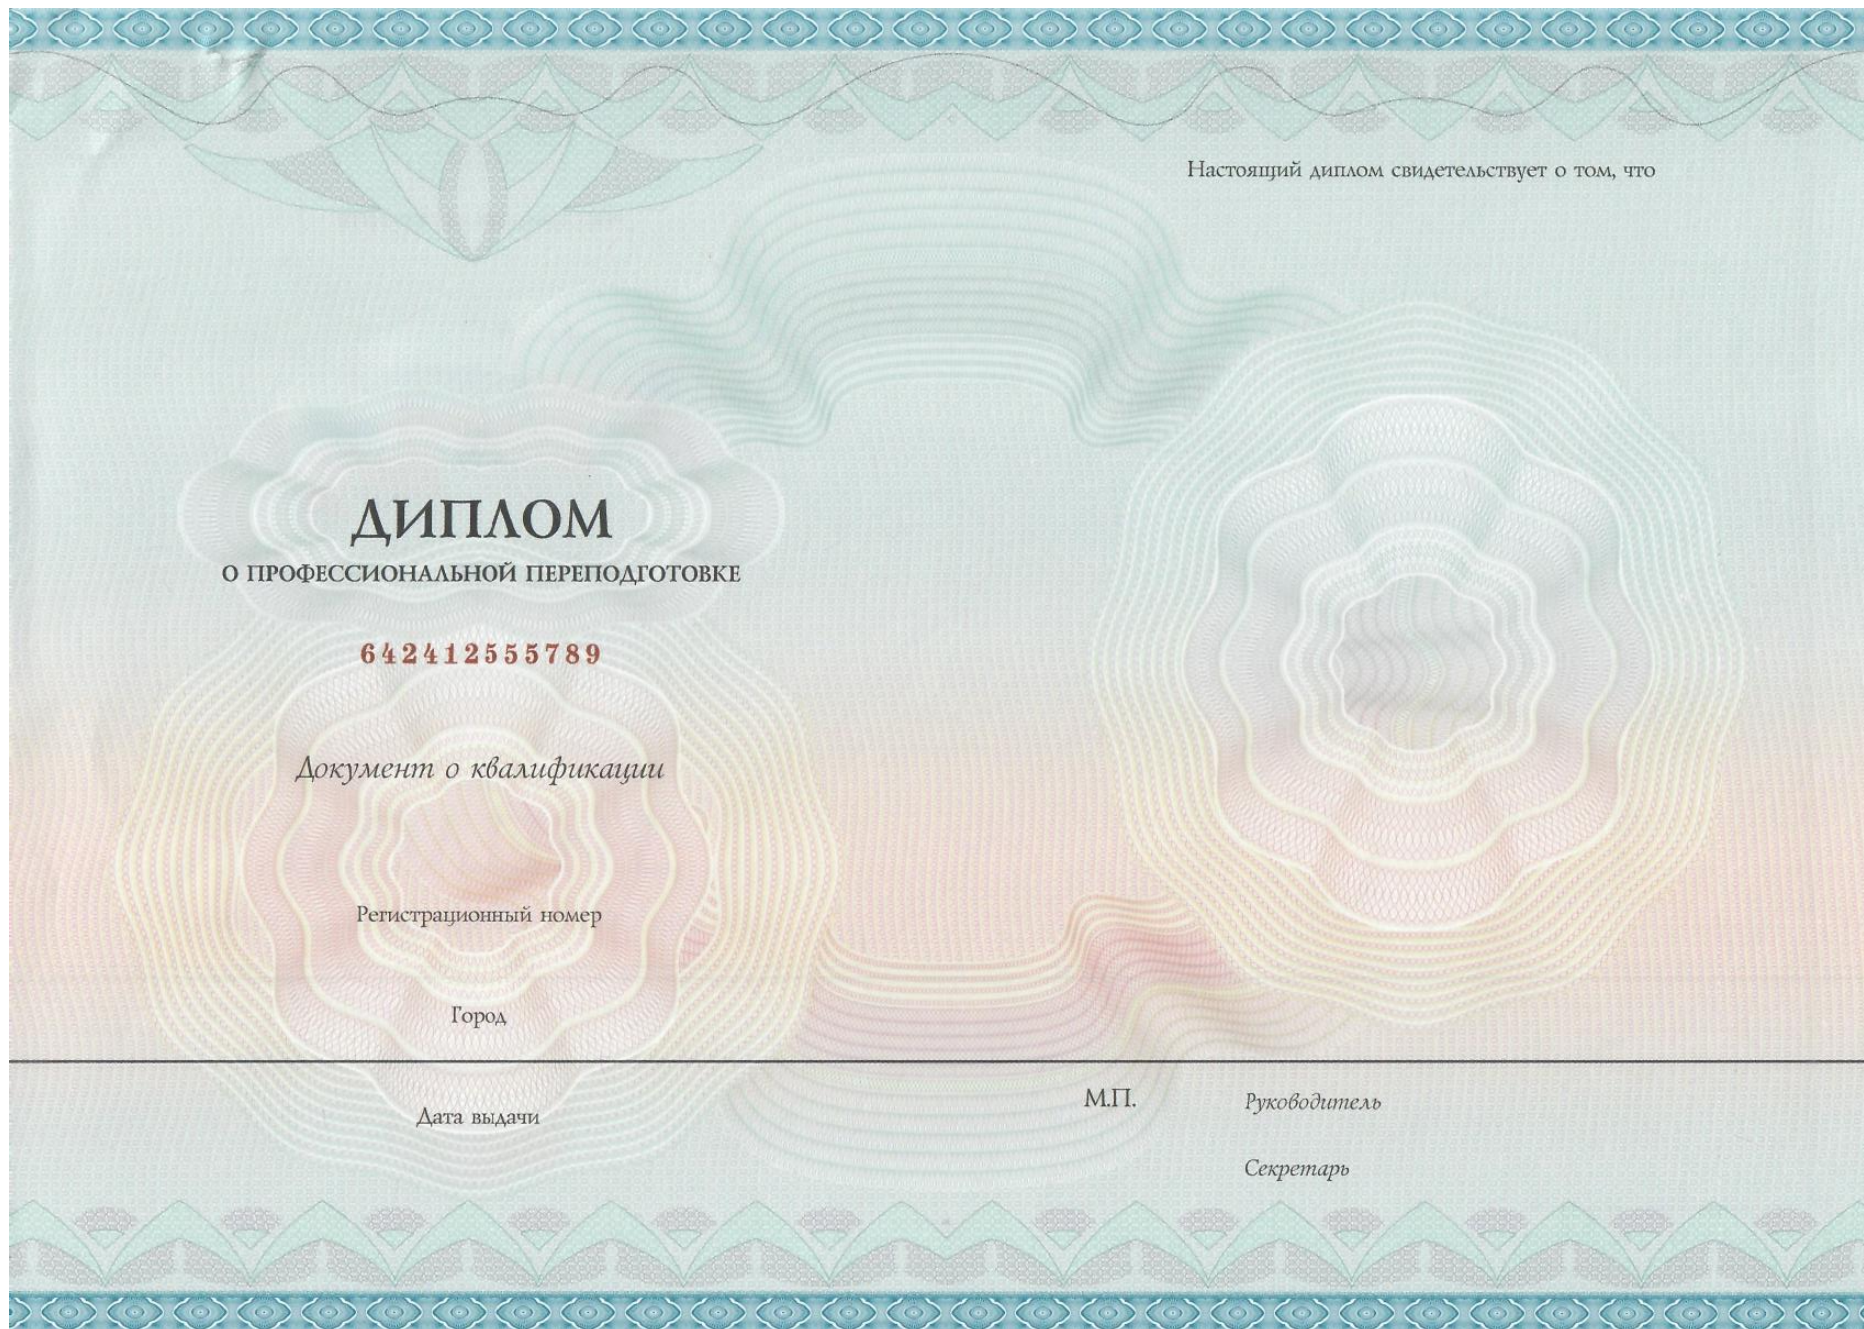 ДИПЛОМ
О ПРОФЕССИОНАЛЬНОЙ ПЕРЕПОДГОТОВКЕ
642412555789
Документ о квалификации
Регистрационный номер
Город
Дата выдачи
Настоящий диплом свидетельствует о том, что
М.П.
Руководитель
Секретарь